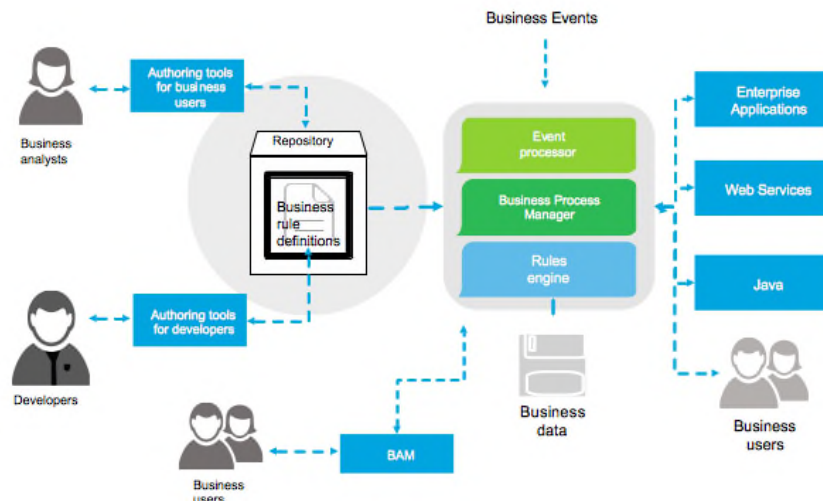 Business Events
Authoring tools
for business
users
Business
analysts
Repository
Business
rule
definitions
Event
processor
Business Process
Manager
Rules
engine
Enterprise
Applications
Web Services
Java
Authoring tools
for developers
Developers
Business
data
Business
users
BAM
Business
users